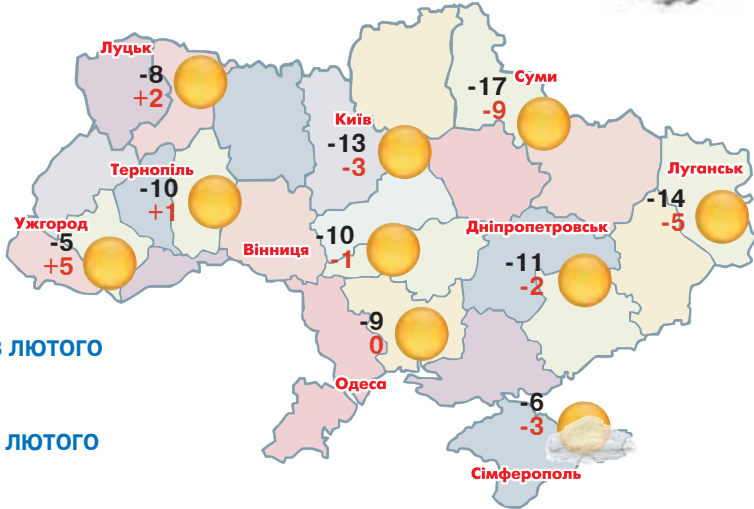 Луцьк
-8
+2
Суми
-17
-9
Київ
-13
-3
Тернопіль
-10
+1
Луганськ
-14
-5
Ужгород
-5
+5
Вінниця
-10
-1
Дніпропетровськ
-11
-2
-9
0
Одеса
ЛЮТОГО
-6
-3
ЛЮТОГО
Сімферополь